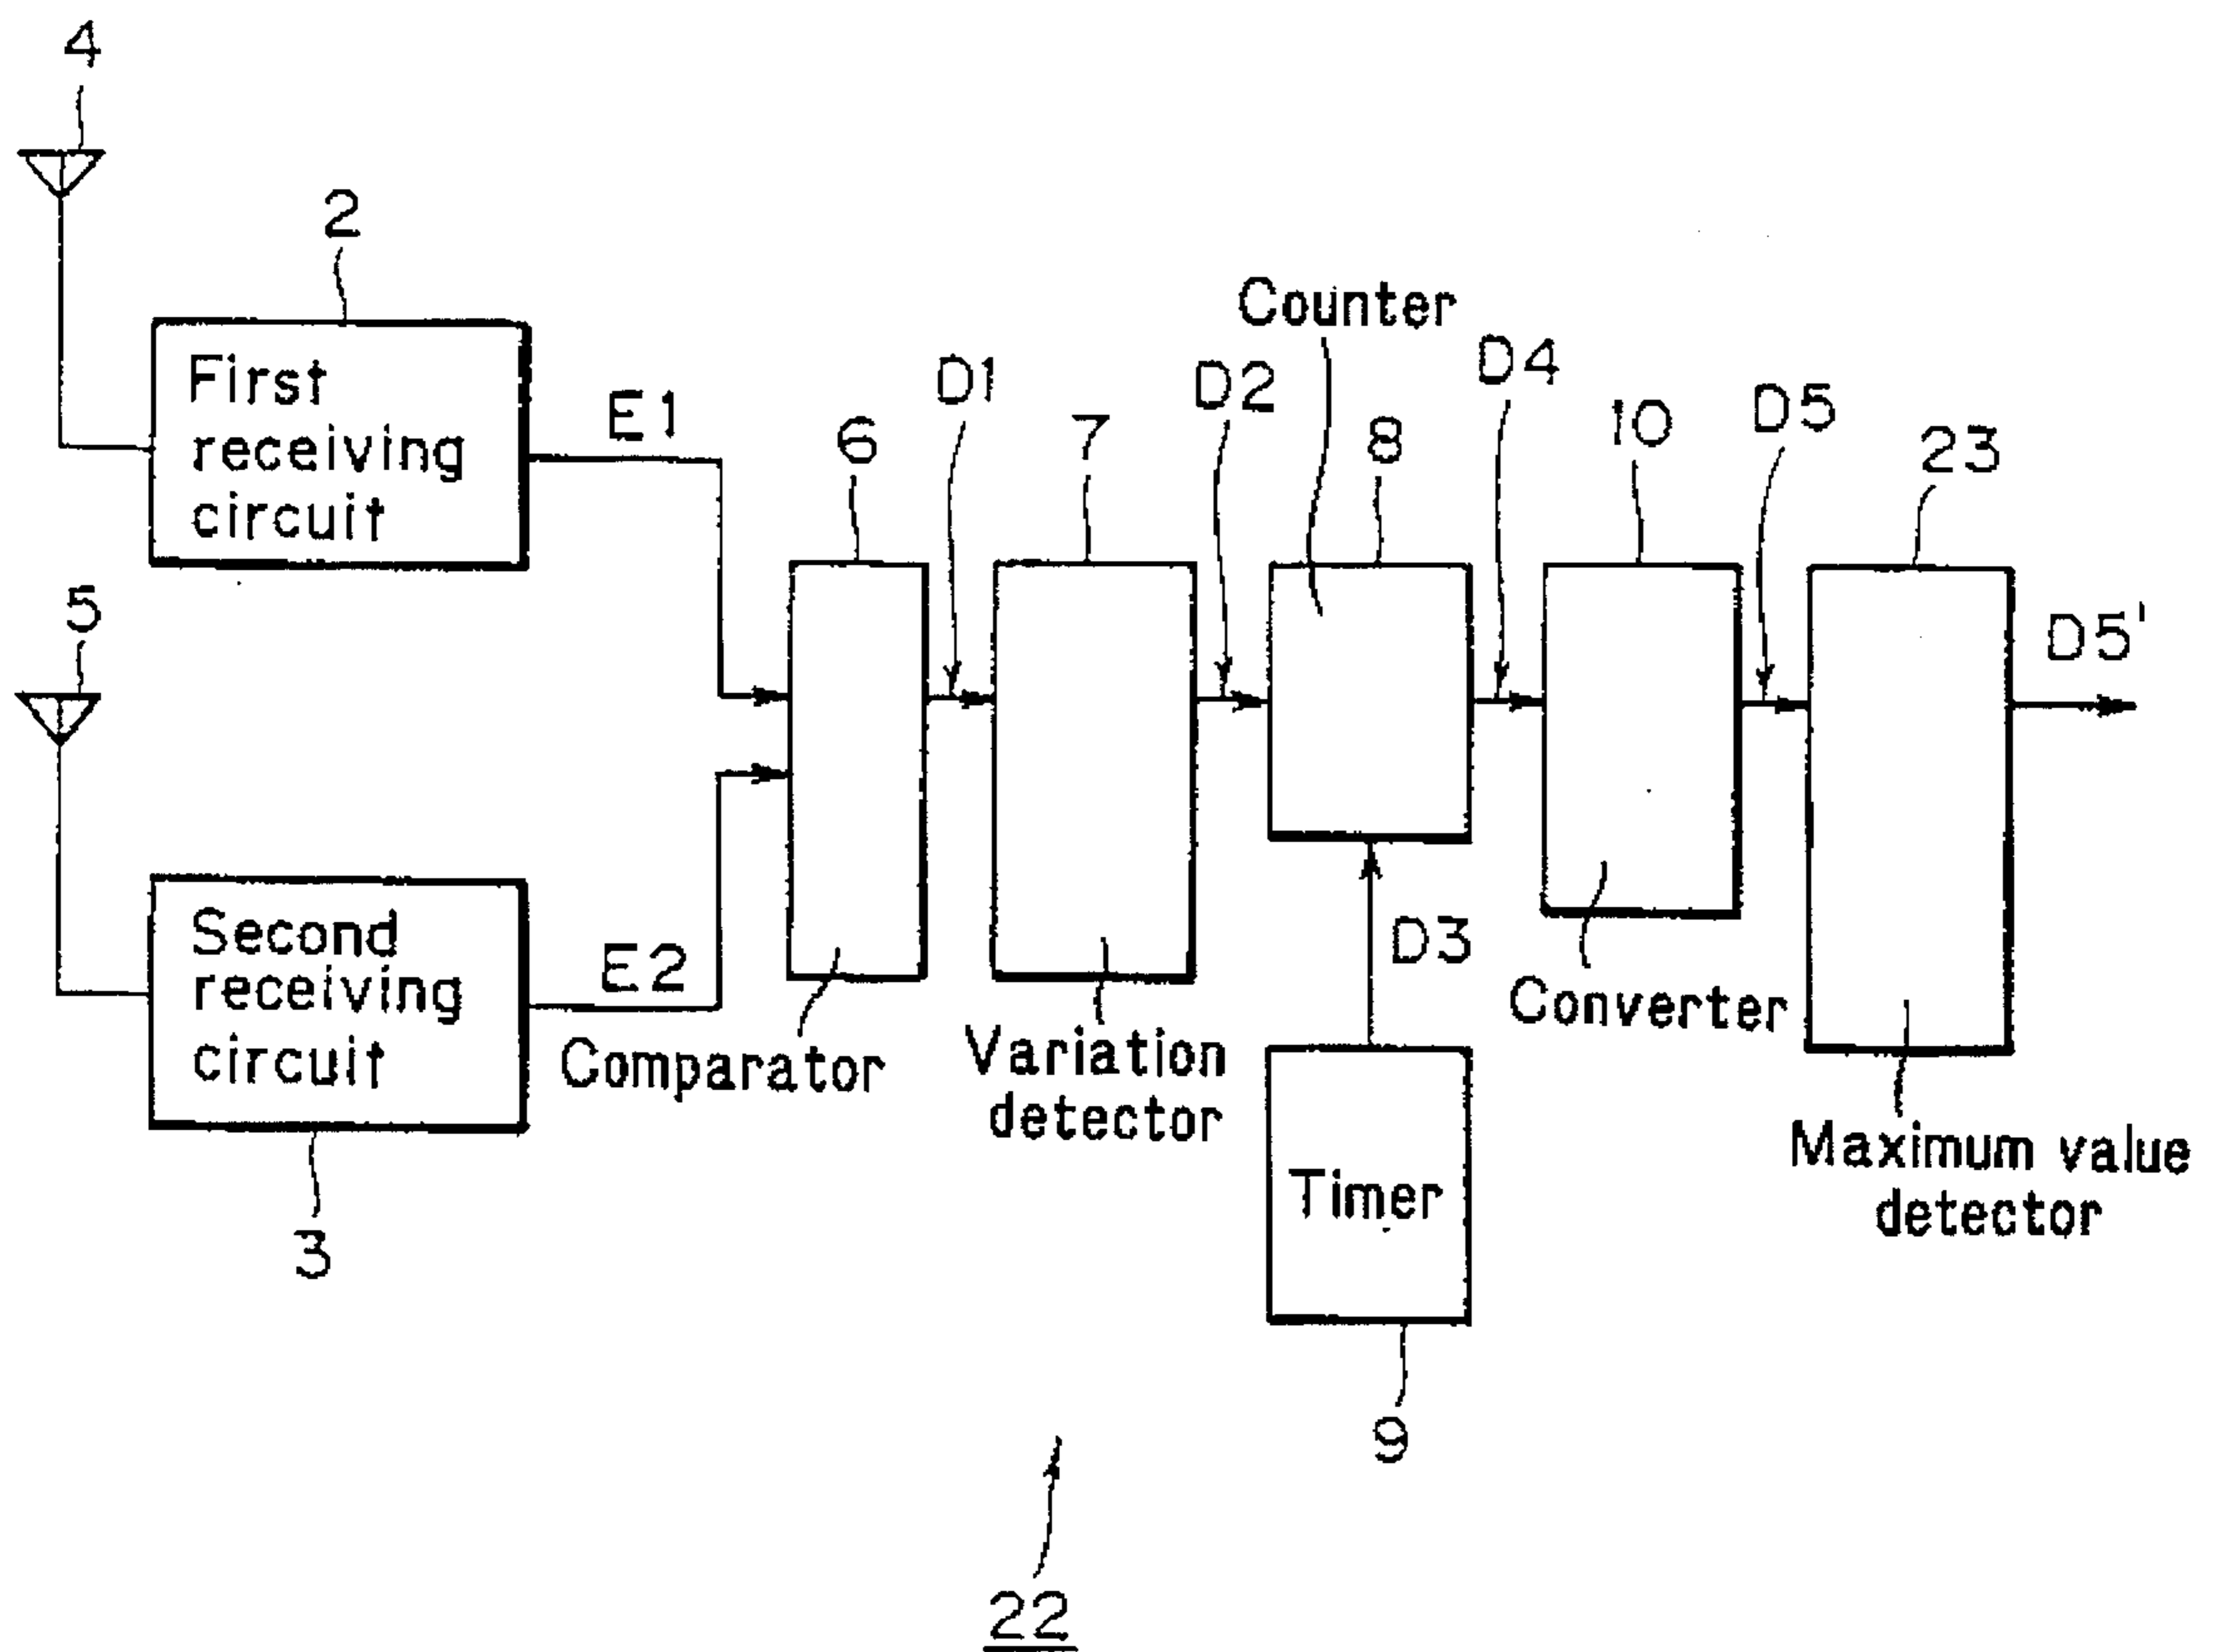 4
2
First
receiving
circuit
E1
5
Second
receiving
circuit
3
E2
6
Comparator
D1
7
Variation
detector
D2
Counter
8
D3
Timer
9
D4
10
Converter
D5
23
Maximum value
detector
D5'
22